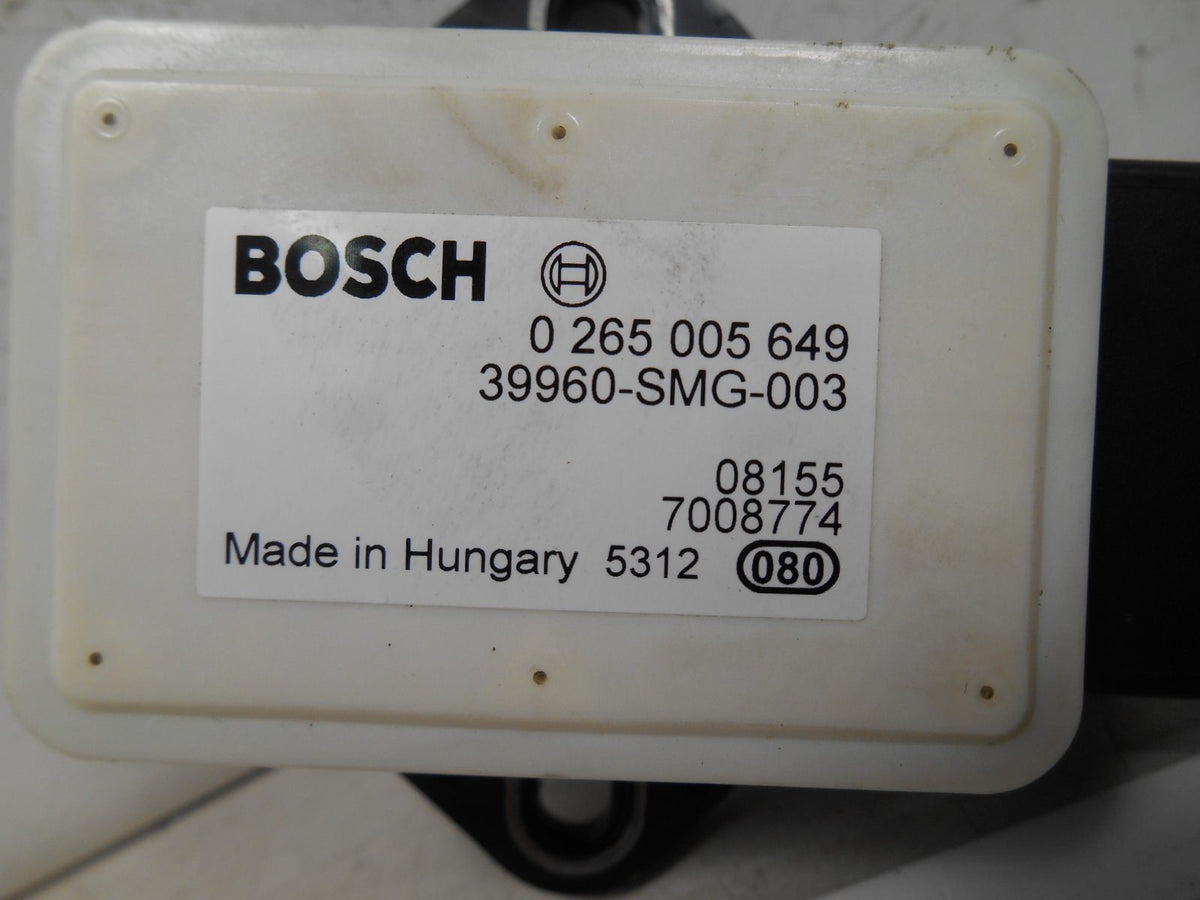 BOSCH
0 265 005 649
39960-SMG-003
08155
7008774
Made in Hungary 5312 080